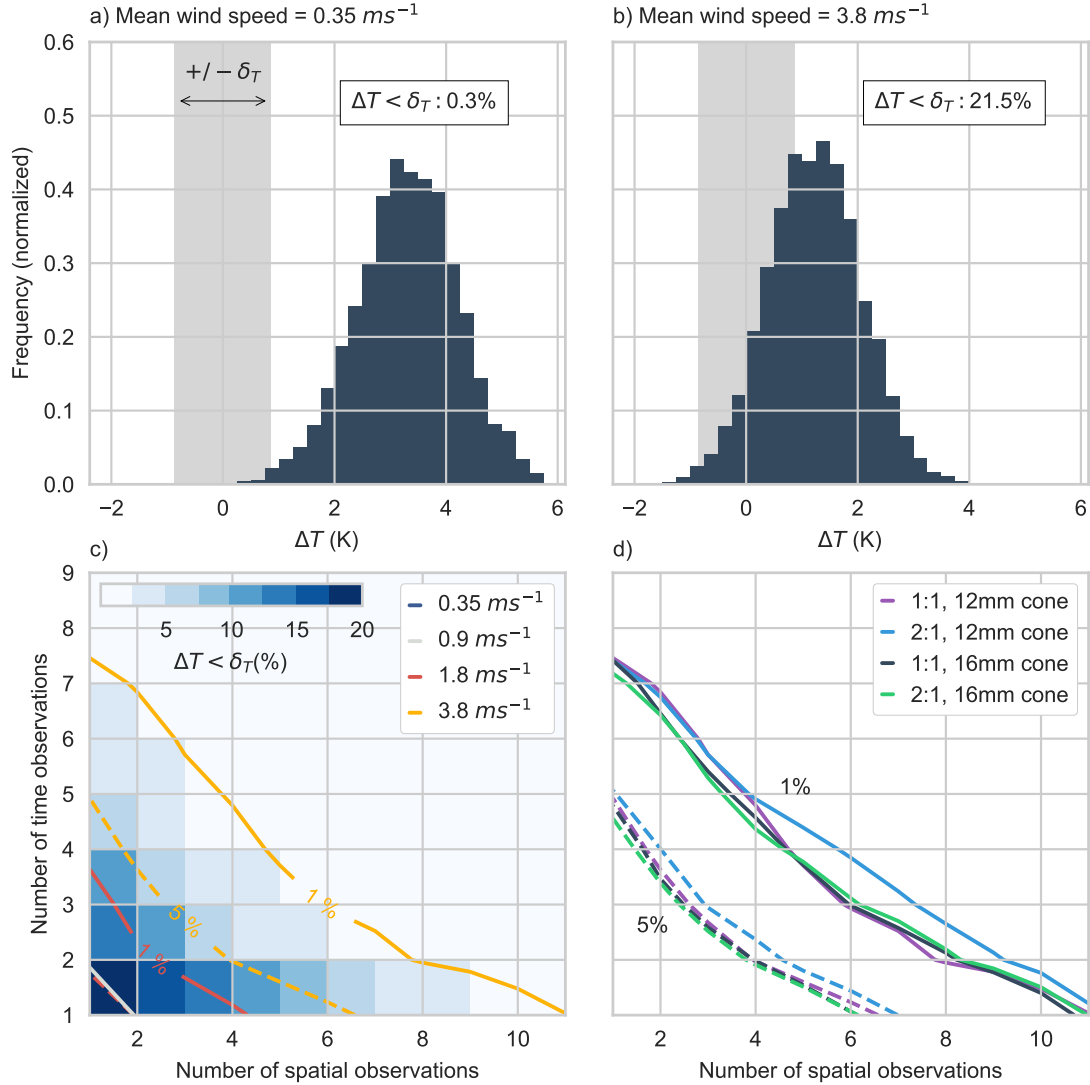 a) Mean wind speed = 0.35 ms⁻¹
b) Mean wind speed = 3.8 ms⁻¹
Frequency (normalized)
0.6
0.5
0.4
0.3
0.2
0.1
0.0
+/− δ_T
ΔT < δ_T : 0.3%
ΔT < δ_T : 21.5%
−2 0 2 4 6
ΔT (K)
−2 0 2 4 6
ΔT (K)
c)
d)
Number of time observations
9
8
7
6
5
4
3
2
1
5 10 15 20
ΔT < δ_T(%)
0.35 ms⁻¹
0.9 ms⁻¹
1.8 ms⁻¹
3.8 ms⁻¹
1 %
5 %
1 %
2 4 6 8 10
Number of spatial observations
1:1, 12mm cone
2:1, 12mm cone
1:1, 16mm cone
2:1, 16mm cone
1%
5%
2 4 6 8 10
Number of spatial observations